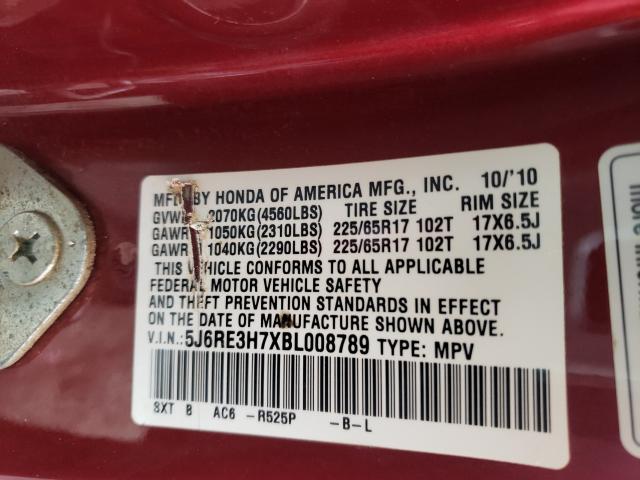 MFD. BY HONDA OF AMERICA MFG., INC. 10/'10
GVWR 2070KG(4560LBS) TIRE SIZE RIM SIZE
GAWR 1050KG(2310LBS) 225/65R17 102T 17X6.5J
GAWR 1040KG(2290LBS) 225/65R17 102T 17X6.5J
THIS VEHICLE CONFORMS TO ALL APPLICABLE
FEDERAL MOTOR VEHICLE SAFETY
AND THEFT PREVENTION STANDARDS IN EFFECT
ON THE DATE OF MANUFACTURE SHOWN ABOVE.
V.I.N.:5J6RE3H7XBL008789 TYPE: MPV
SXT B AC6 -R525P -B-L